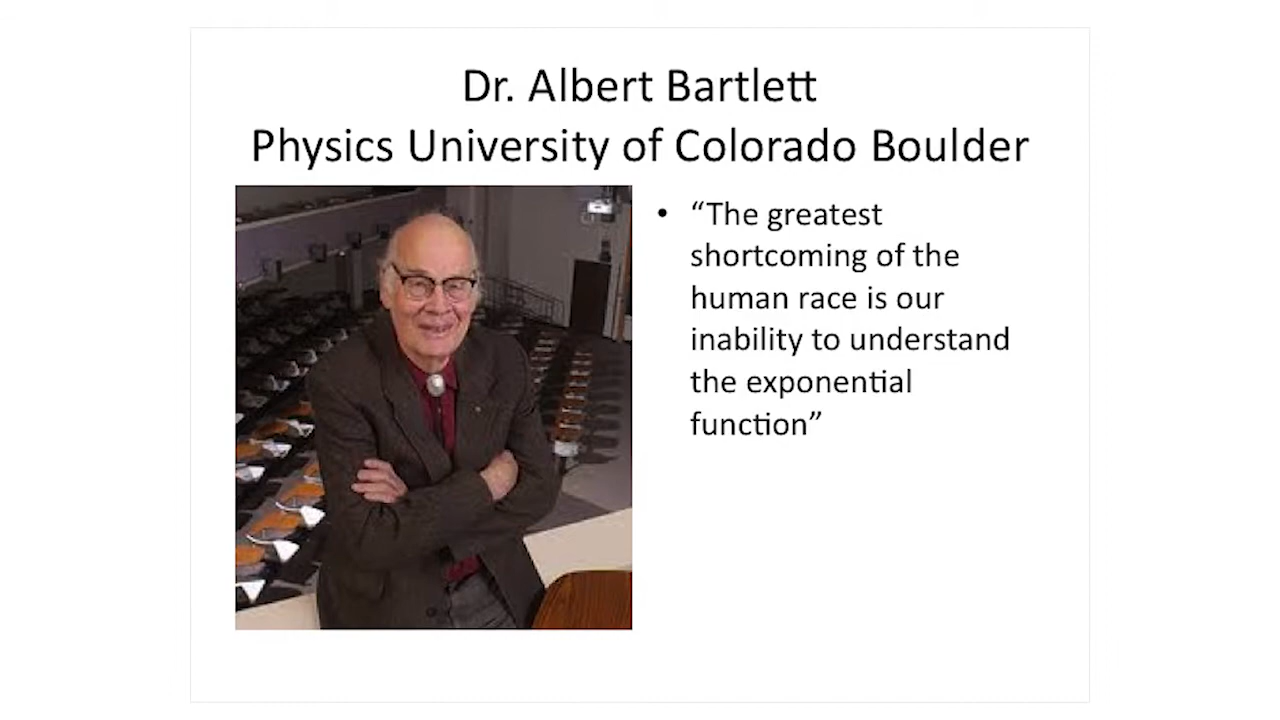 Dr. Albert Bartlett
Physics University of Colorado Boulder
• “The greatest
shortcoming of the
human race is our
inability to understand
the exponential
function”